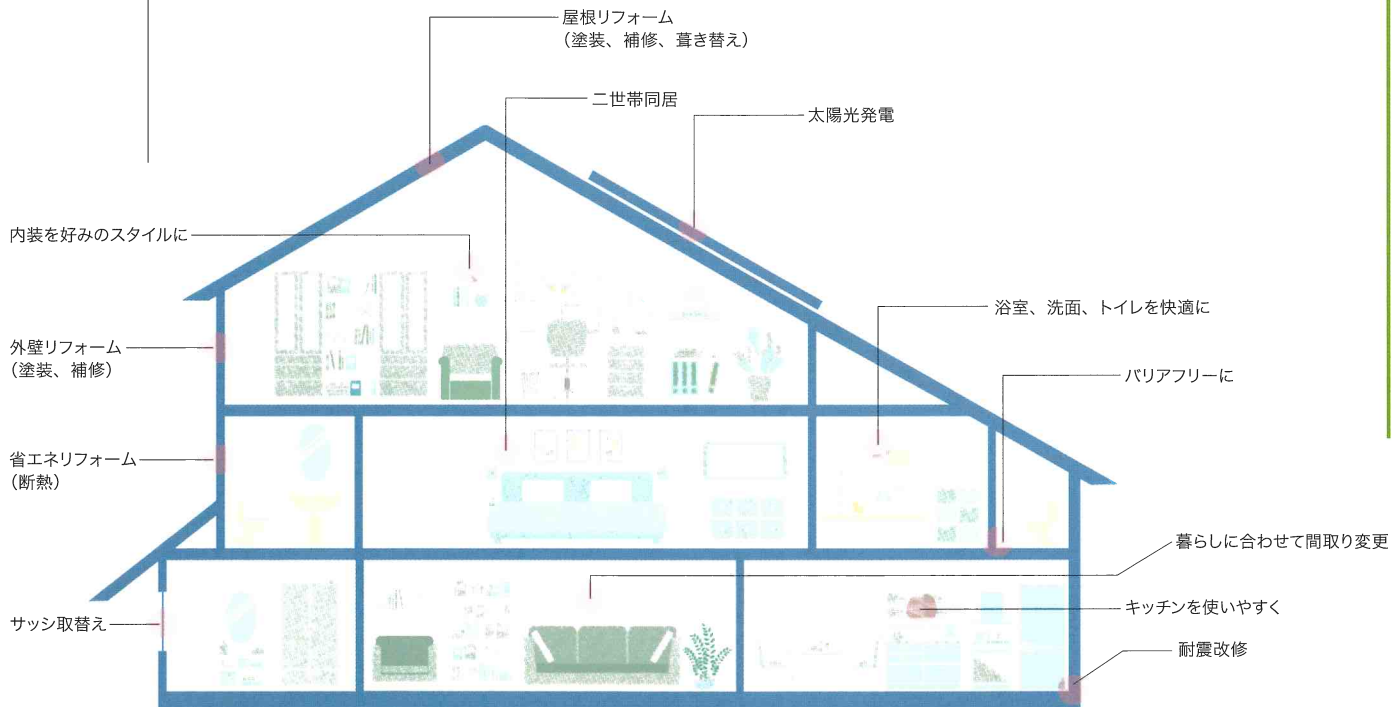 屋根リフォーム
（塗装、補修、葺き替え）
二世帯同居
太陽光発電
内装を好みのスタイルに
浴室、洗面、トイレを快適に
外壁リフォーム
（塗装、補修）
バリアフリーに
省エネリフォーム
（断熱）
暮らしに合わせて間取り変更
キッチンを使いやすく
サッシ取替え
耐震改修